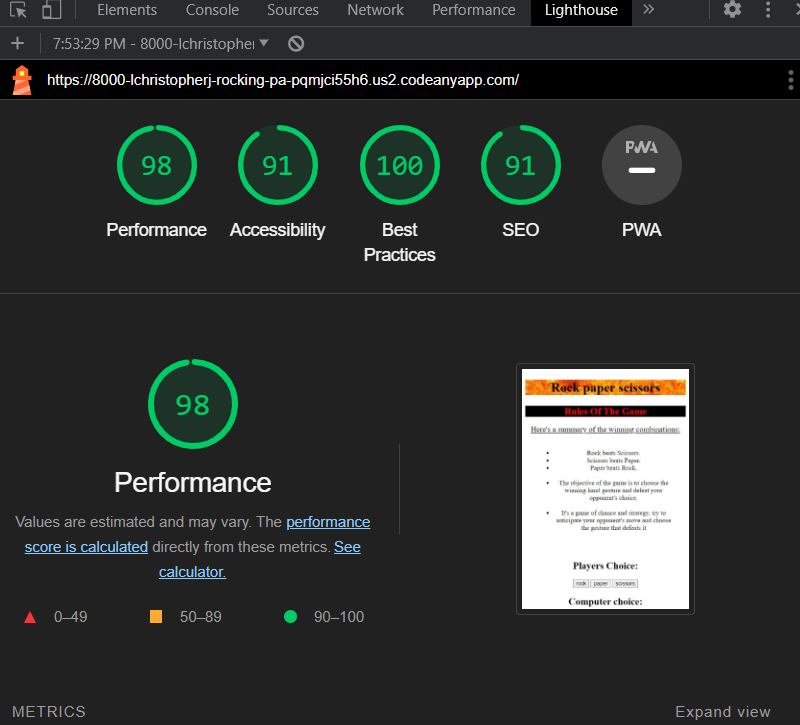 Elements Console Sources Network Performance Lighthouse
7:53:29 PM - 8000-lchristopher
https://8000-lchristopherj-rocking-pa-pqmjci55h6.us2.codeanyapp.com/
98 91 100 91 PWA
Performance Accessibility Best Practices SEO PWA
98
Performance
Values are estimated and may vary. The performance
score is calculated directly from these metrics. See
calculator.
0–49 50–89 90–100
Rock paper scissors
Rules Of The Game
Here's a summary of the winning combinations:
Rock beats Scissors.
Scissors beats Paper.
Paper beats Rock.
The objective of the game is to choose the
winning hand gesture and defeat your
opponent's choice.
It's a game of chance and strategy, try to
anticipate your opponent's move and choose
the gesture that defeats it
Players Choice:
rock paper scissors
Computer choice:
METRICS
Expand view